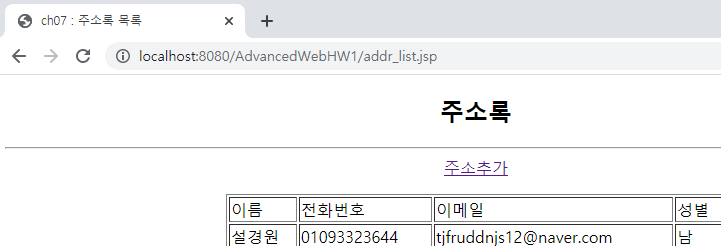 ch07 : 주소록 목록
localhost:8080/AdvancedWebHW1/addr_list.jsp
주소록
주소추가
이름 전화번호 이메일 성별
설경원 01093323644 tjfruddnjs12@naver.com 남